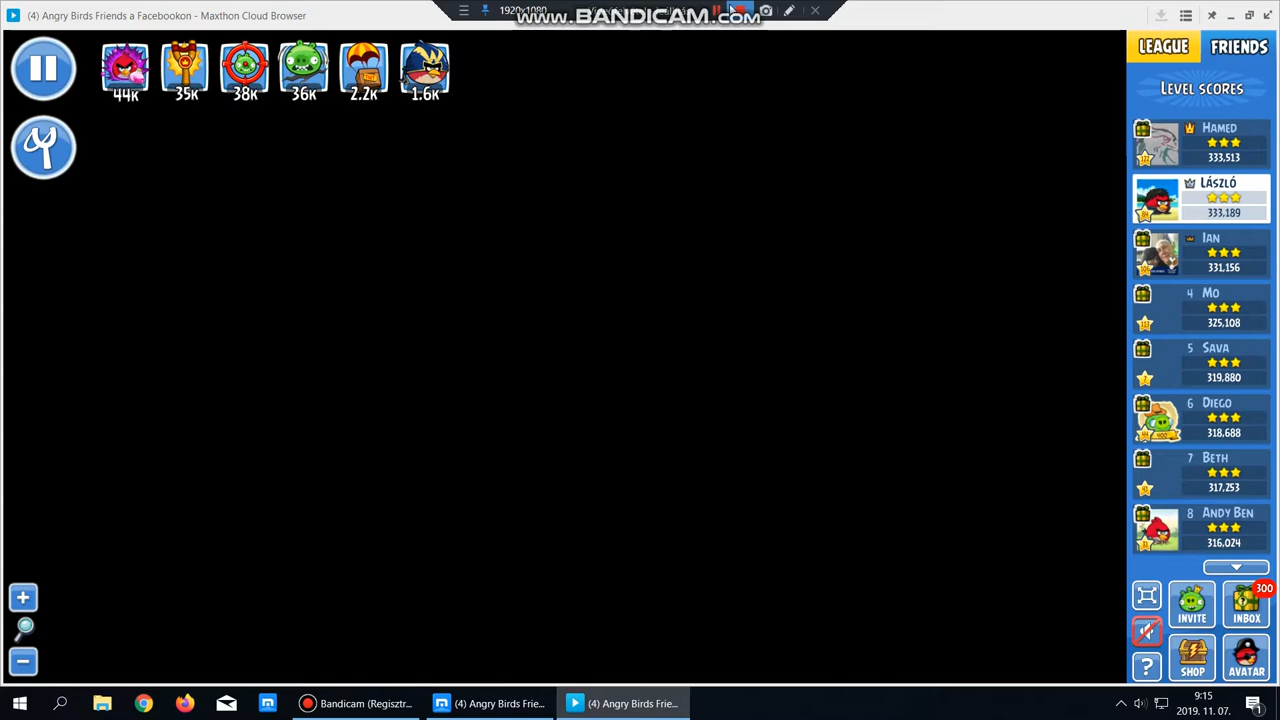 (4) Angry Birds Friends a Facebookon - Maxthon Cloud Browser
1920x1080
www.BANDICAM.com
44K
35K
38K
36K
2.2K
1.6K
LEAGUE
FRIENDS
LEVEL SCORES
HAMED
333,513
LÁSZLÓ
333,189
IAN
331,156
4 MO
325,108
5 SAVA
319,880
6 DIEGO
318,688
7 BETH
317,253
8 ANDY BEN
316,024
300
INVITE
INBOX
?
SHOP
AVATAR
Bandicam (Regisztr...
(4) Angry Birds Frie...
(4) Angry Birds Frie...
9:15
2019. 11. 07.